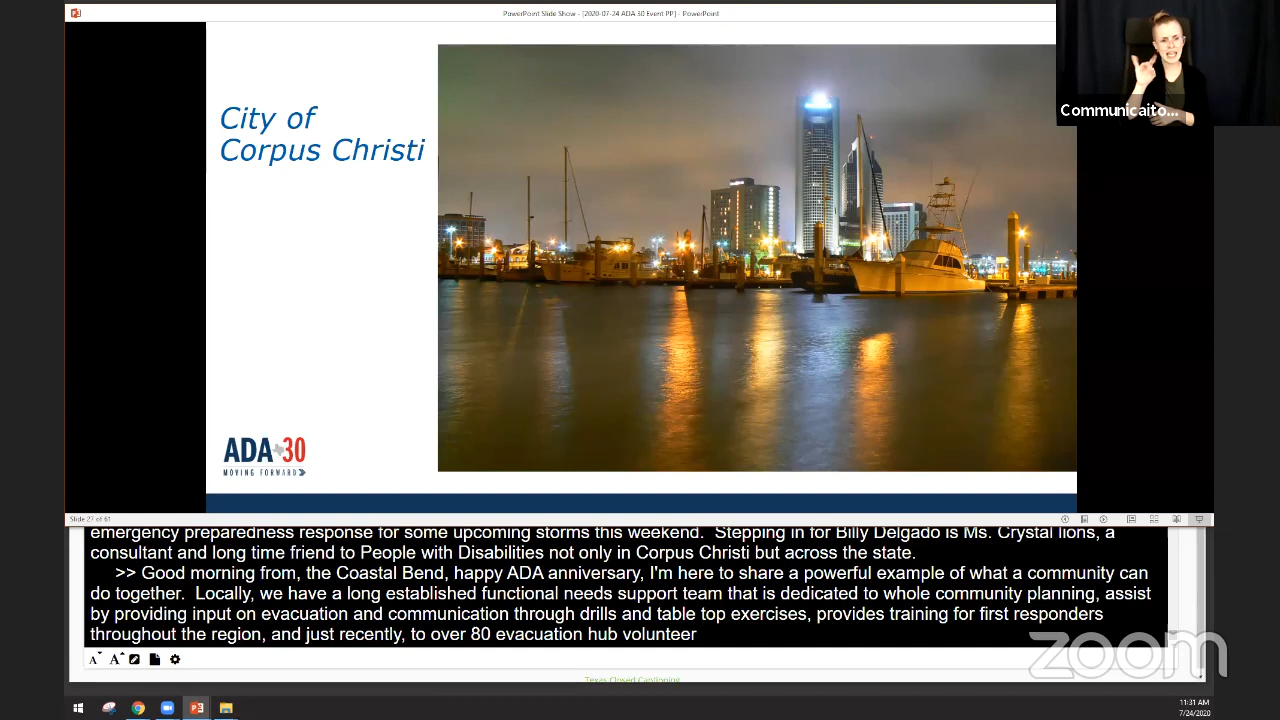 PowerPoint Slide Show - [2020-07-24 ADA 30 Event PP] - PowerPoint
City of
Corpus Christi
Communicaito...
ADA 30
MOVING FORWARD
Slide 27 of 61
emergency preparedness response for some upcoming storms this weekend. Stepping in for Billy Delgado is Ms. Crystal lions, a
consultant and long time friend to People with Disabilities not only in Corpus Christi but across the state.
>> Good morning from, the Coastal Bend, happy ADA anniversary, I'm here to share a powerful example of what a community can
do together. Locally, we have a long established functional needs support team that is dedicated to whole community planning, assist
by providing input on evacuation and communication through drills and table top exercises, provides training for first responders
throughout the region, and just recently, to over 80 evacuation hub volunteer
zoom
A A
Texas Closed Captioning
11:31 AM
7/24/2020